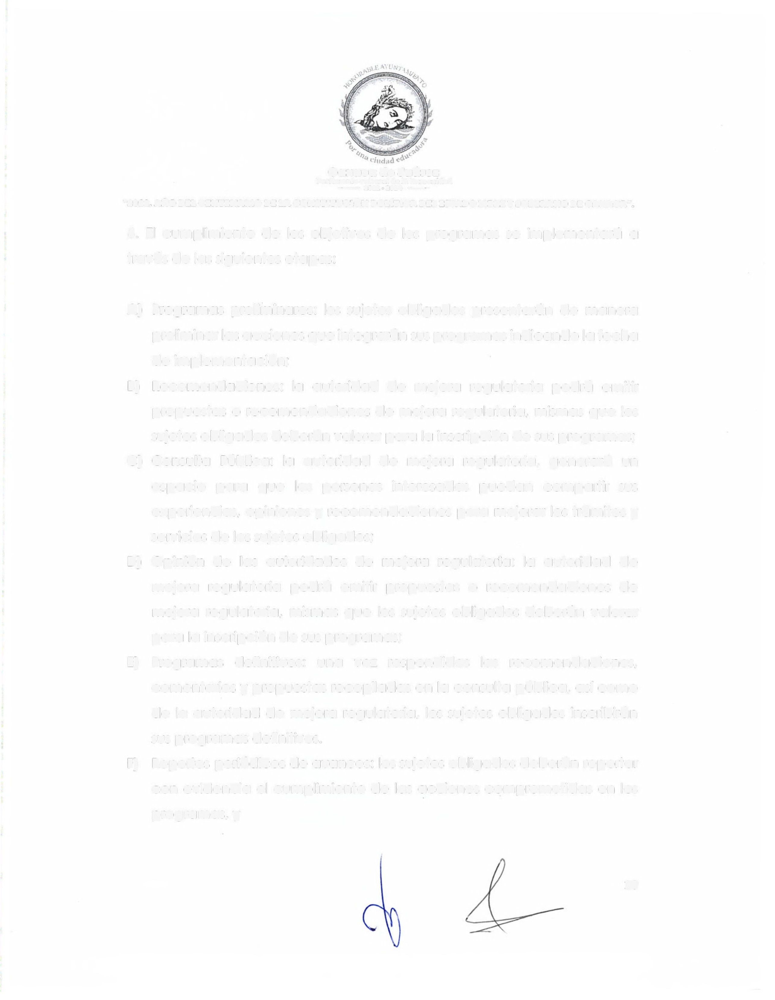 HONORABLE AYUNTAMIENTO
Por una ciudad educadora
Oaxaca de Juárez
"2022, AÑO DEL CENTENARIO DE LA CONSTITUCIÓN POLÍTICA DEL ESTADO LIBRE Y SOBERANO DE OAXACA".
El cumplimiento de los objetivos de los programas se implementará a
través de las siguientes etapas:
A) Programas preliminares: los sujetos obligados presentarán de manera
preliminar las acciones que integrarán sus programas indicando la fecha
de implementación;
B) Recomendaciones: la autoridad de mejora regulatoria podrá emitir
propuestas o recomendaciones de mejora regulatoria, mismas que los
sujetos obligados deberán valorar para la inscripción de sus programas;
C) Consulta Pública: la autoridad de mejora regulatoria, generará un
espacio para que las personas interesadas puedan compartir sus
experiencias, opiniones y recomendaciones para mejorar los trámites y
servicios de los sujetos obligados;
D) Opinión de las autoridades de mejora regulatoria: la autoridad de
mejora regulatoria podrá emitir propuestas o recomendaciones de
mejora regulatoria, mismas que los sujetos obligados deberán valorar
para la inscripción de sus programas;
E) Programas definitivos: una vez respondidas las recomendaciones,
comentarios y propuestas recopiladas en la consulta pública, así como
de la autoridad de mejora regulatoria, los sujetos obligados inscribirán
sus programas definitivos.
F) periódicos de avances: los sujetos obligados deberán reportar
con evidencia el cumplimiento de las acciones comprometidas en los
programas, y